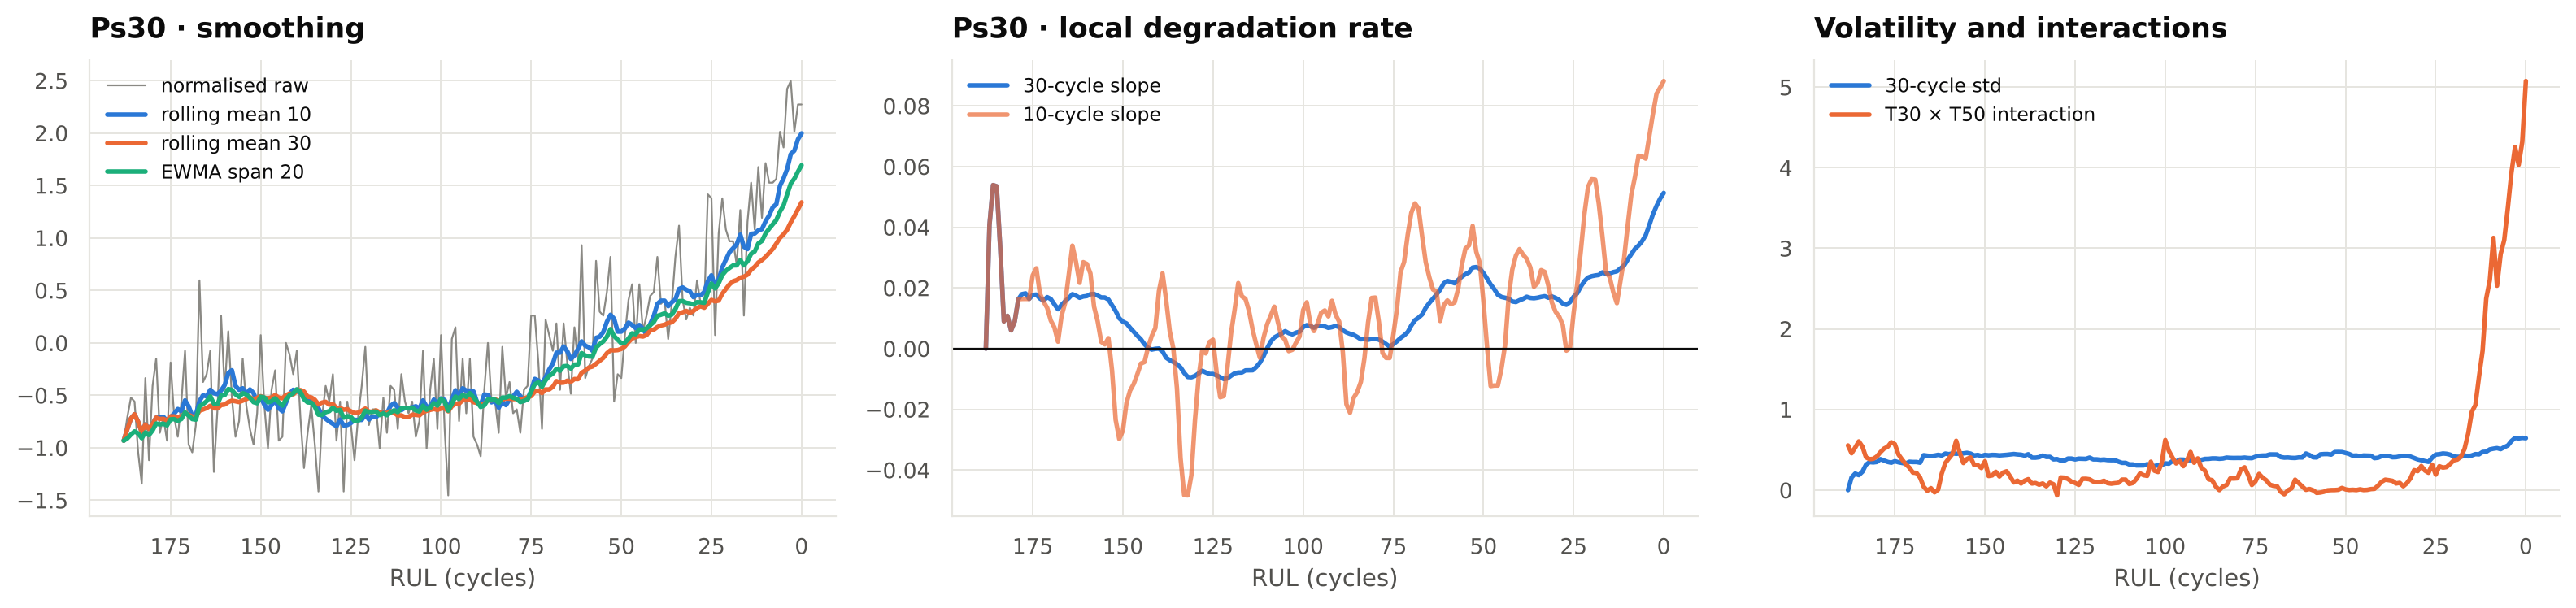 Ps30 · smoothing
normalised raw
rolling mean 10
rolling mean 30
EWMA span 20
2.5
2.0
1.5
1.0
0.5
0.0
−0.5
−1.0
−1.5
175 150 125 100 75 50 25 0
RUL (cycles)
Ps30 · local degradation rate
30-cycle slope
10-cycle slope
0.08
0.06
0.04
0.02
0.00
−0.02
−0.04
175 150 125 100 75 50 25 0
RUL (cycles)
Volatility and interactions
30-cycle std
T30 × T50 interaction
5
4
3
2
1
0
175 150 125 100 75 50 25 0
RUL (cycles)